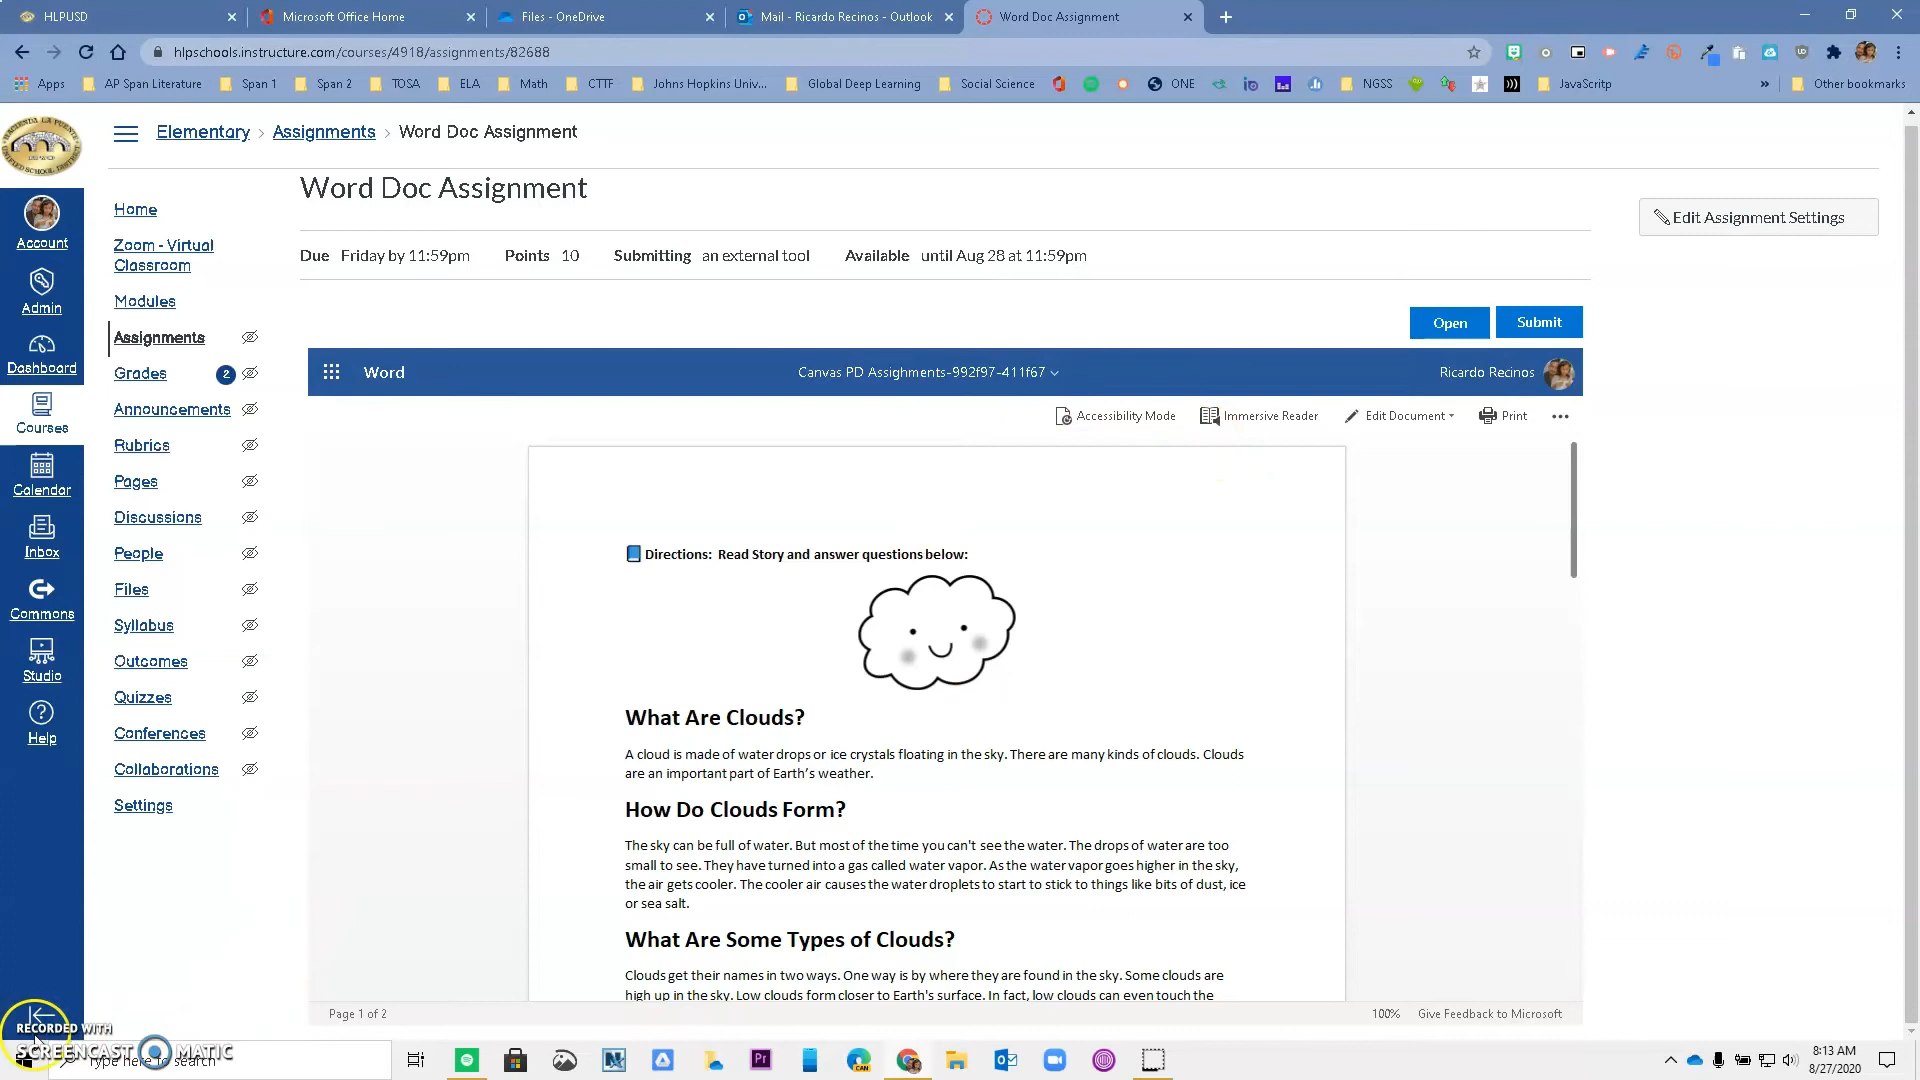 HLPUSD
Microsoft Office Home
Files - OneDrive
Mail - Ricardo Recinos - Outlook
Word Doc Assignment
hlpschools.instructure.com/courses/4918/assignments/82688
Apps
AP Span Literature
Span 1
Span 2
TOSA
ELA
Math
CTTF
Johns Hopkins Univ...
Global Deep Learning
Social Science
ONE
NGSS
JavaScritp
»
Other bookmarks
Elementary > Assignments > Word Doc Assignment
Word Doc Assignment
Edit Assignment Settings
Due Friday by 11:59pm Points 10 Submitting an external tool Available until Aug 28 at 11:59pm
Account
Admin
Dashboard
Courses
Calendar
Inbox
Commons
Studio
Help
Home
Zoom - Virtual
Classroom
Modules
Assignments
Grades 2
Announcements
Rubrics
Pages
Discussions
People
Files
Syllabus
Outcomes
Quizzes
Conferences
Collaborations
Settings
Open
Submit
Word
Canvas PD Assighments-992f97-411f67
Ricardo Recinos
Accessibility Mode
Immersive Reader
Edit Document
Print
Directions: Read Story and answer questions below:
What Are Clouds?
A cloud is made of water drops or ice crystals floating in the sky. There are many kinds of clouds. Clouds
are an important part of Earth's weather.
How Do Clouds Form?
The sky can be full of water. But most of the time you can't see the water. The drops of water are too
small to see. They have turned into a gas called water vapor. As the water vapor goes higher in the sky,
the air gets cooler. The cooler air causes the water droplets to start to stick to things like bits of dust, ice
or sea salt.
What Are Some Types of Clouds?
Clouds get their names in two ways. One way is by where they are found in the sky. Some clouds are
high up in the sky. Low clouds form closer to Earth's surface. In fact, low clouds can even touch the
Page 1 of 2
100%
Give Feedback to Microsoft
RECORDED WITH
SCREENCAST MATIC
Type here to search
Pr
CAN
8:13 AM
8/27/2020